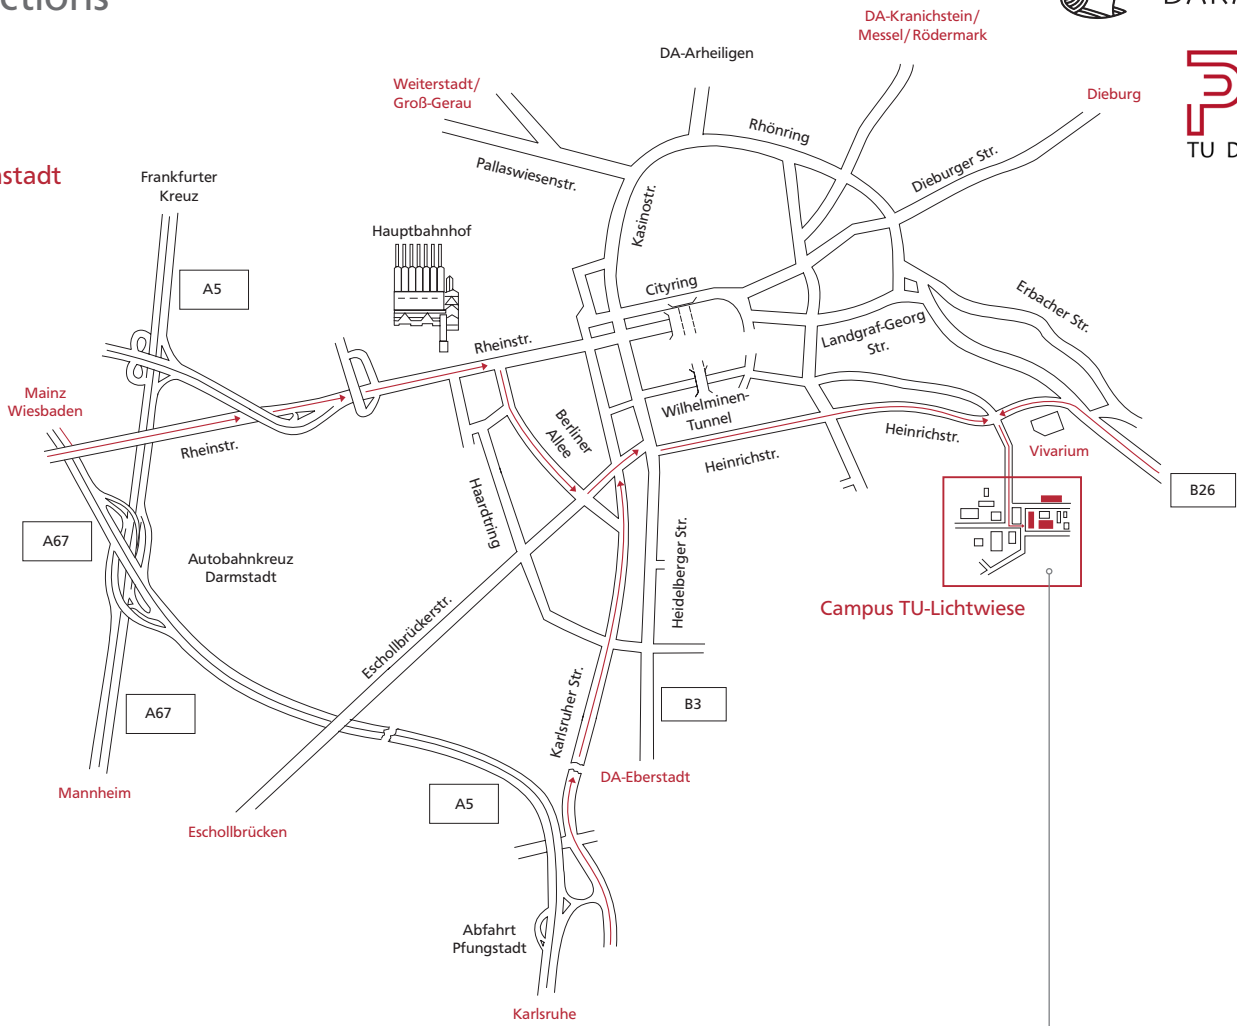 DA-Kranichstein/
Messel/Rödermark
DA-Arheiligen
Weiterstadt/
Groß-Gerau
Dieburg
Rhönring
TU D
Dieburger Str.
Pallaswiesenstr.
Frankfurter
Kreuz
Kasinostr.
Hauptbahnhof
A5
Cityring
Erbacher Str.
Landgraf-Georg
Str.
Rheinstr.
Mainz
Wiesbaden
Wilhelminen-
Tunnel
Berliner
Allee
Rheinstr.
Heinrichstr.
Heinrichstr.
Vivarium
B26
Haardtring
A67
Autobahnkreuz
Darmstadt
Heidelberger Str.
Campus TU-Lichtwiese
Eschollbrückerstr.
Karlsruher Str.
B3
A67
DA-Eberstadt
Mannheim
A5
Eschollbrücken
Abfahrt
Pfungstadt
Karlsruhe